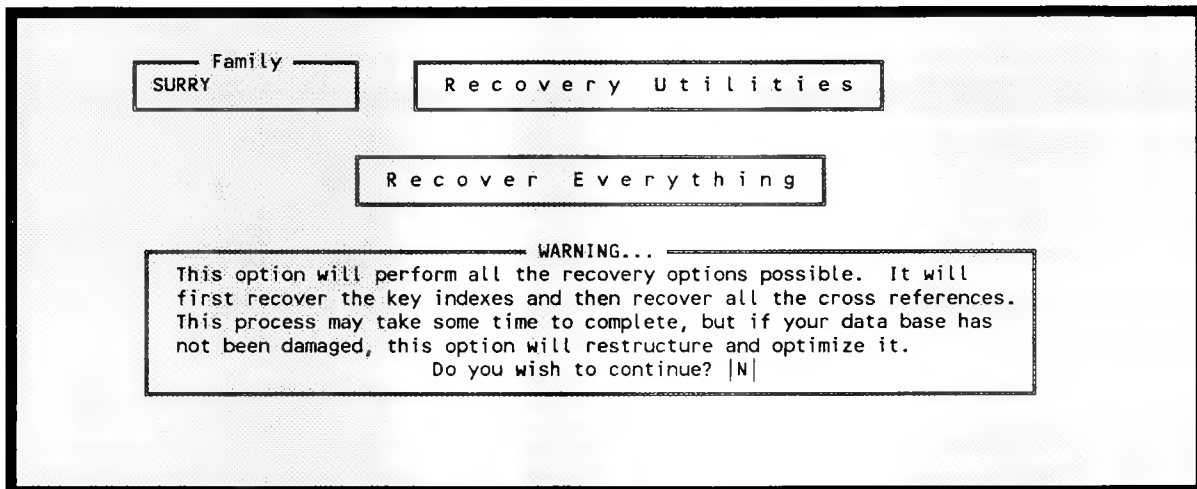 Family
SURRY
Recovery Utilities
Recover Everything
WARNING...
This option will perform all the recovery options possible. It will
first recover the key indexes and then recover all the cross references.
This process may take some time to complete, but if your data base has
not been damaged, this option will restructure and optimize it.
Do you wish to continue? |N|